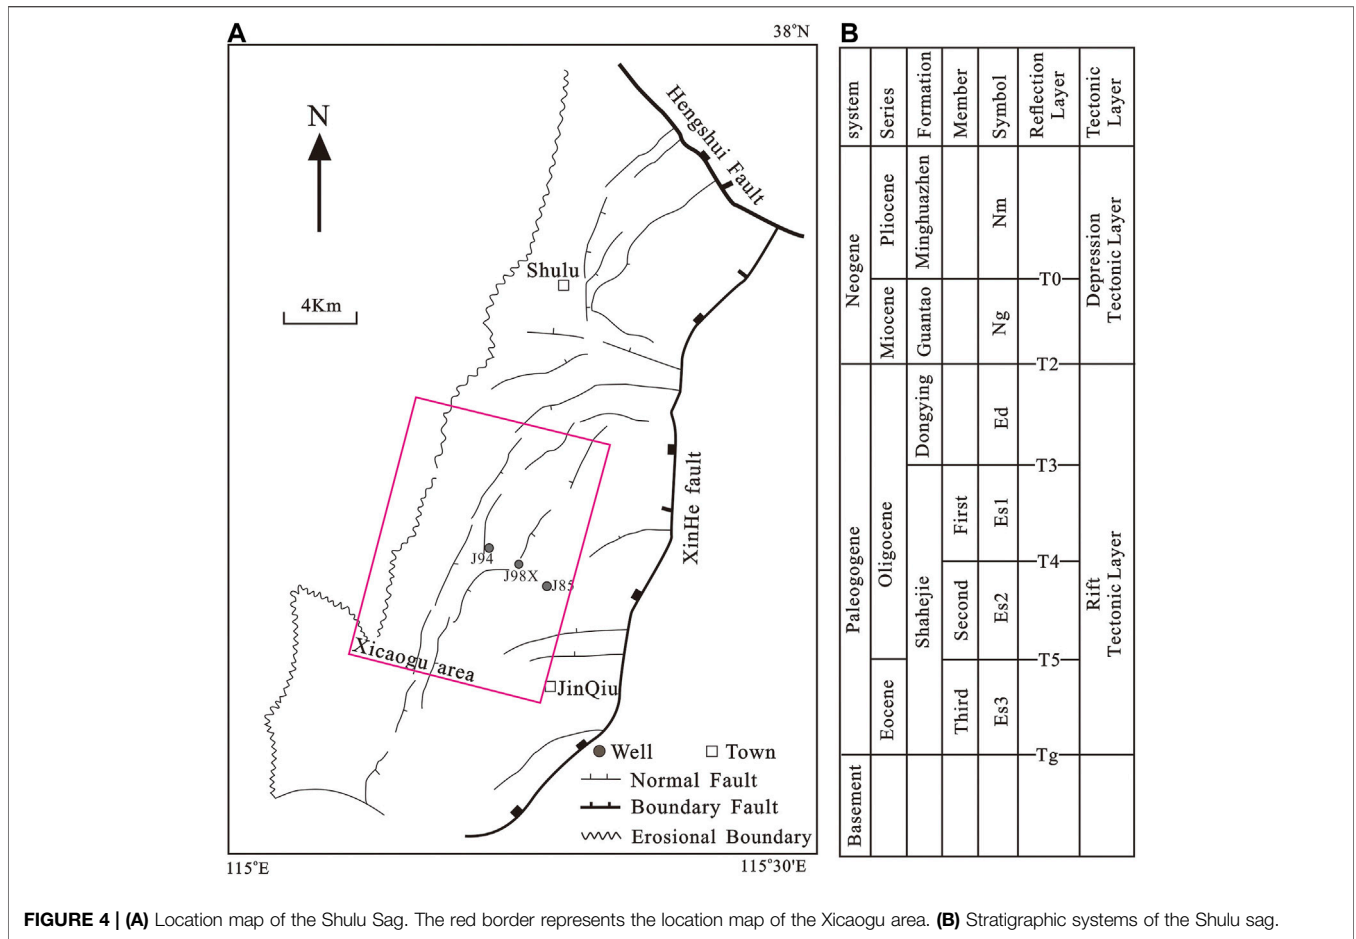 A
38°N
B
N
Hengshui Fault
Shulu
4Km
XinHe fault
J94
J98X
J85
Xicaogu area
JinQiu
Well
Town
Normal Fault
Boundary Fault
Erosional Boundary
115°E
115°30'E
system
Series
Formation
Member
Symbol
Reflection Layer
Tectonic Layer
Neogene
Pliocene
Minghuazhen
Nm
T0
Depression Tectonic Layer
Miocene
Guantao
Ng
T2
Paleogogene
Oligocene
Dongying
Ed
T3
Rift Tectonic Layer
Shahejie
First
Es1
T4
Second
Es2
T5
Eocene
Third
Es3
Tg
Basement
FIGURE 4 | (A) Location map of the Shulu Sag. The red border represents the location map of the Xicaogu area. (B) Stratigraphic systems of the Shulu sag.